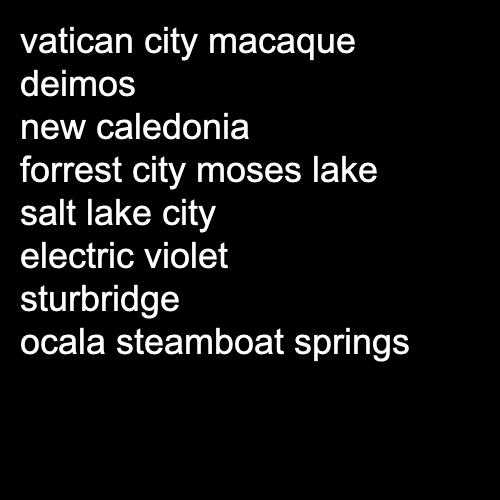 vatican city macaque
deimos
new caledonia
forrest city moses lake
salt lake city
electric violet
sturbridge
ocala steamboat springs